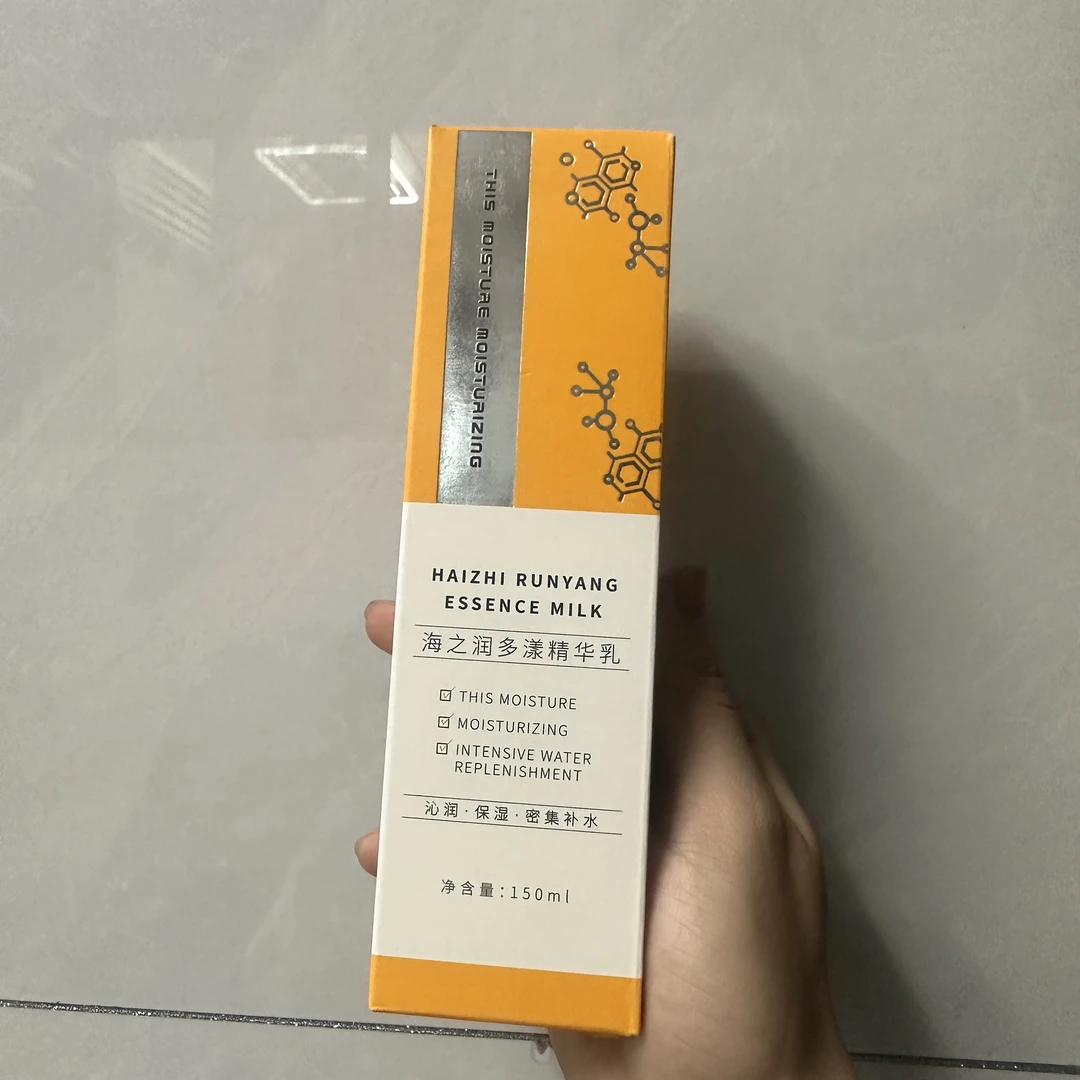 THIS MOISTURE MOISTURIZING
HAIZHI RUNYANG
ESSENCE MILK
海之润多漾精华乳
THIS MOISTURE
MOISTURIZING
INTENSIVE WATER
REPLENISHMENT
沁润·保湿·密集补水
净含量:150ml